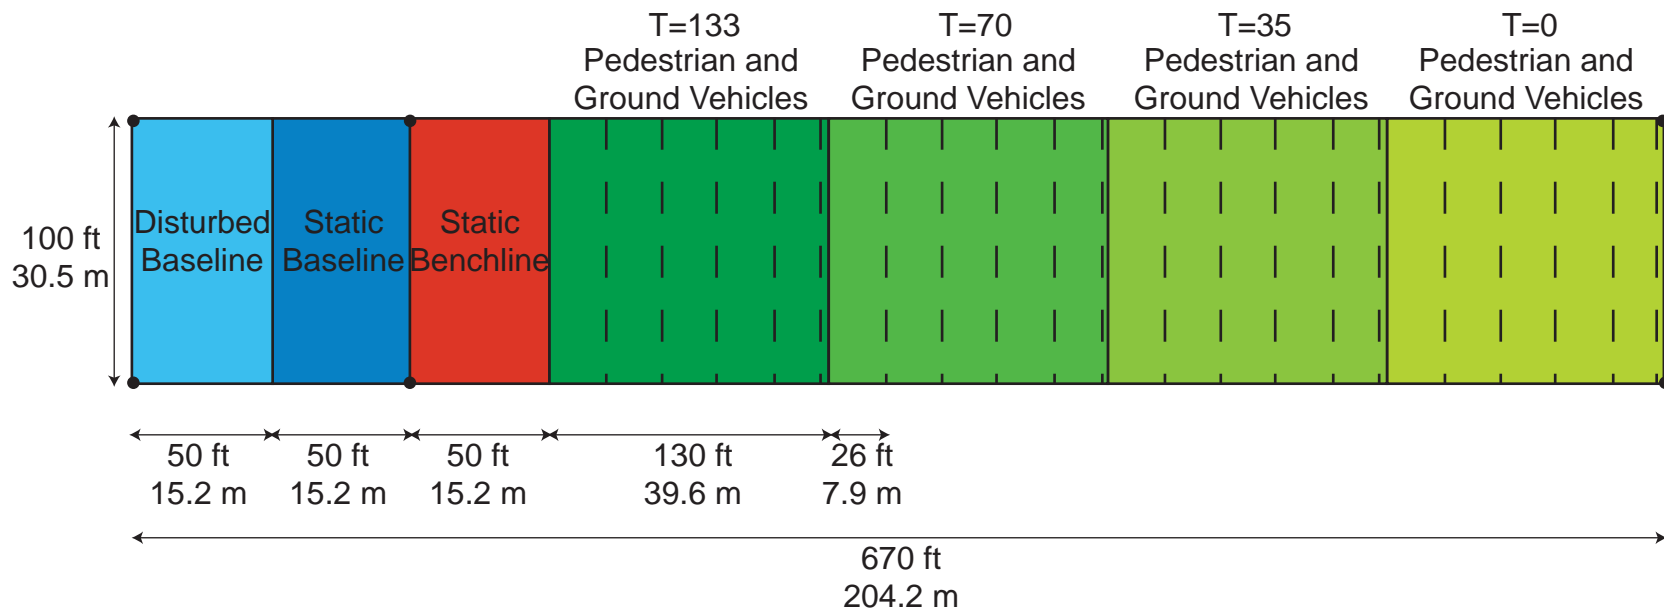 T=133
Pedestrian and
Ground Vehicles
T=70
Pedestrian and
Ground Vehicles
T=35
Pedestrian and
Ground Vehicles
T=0
Pedestrian and
Ground Vehicles
100 ft
30.5 m
Disturbed
Baseline
Static
Baseline
Static
Benchline
50 ft
15.2 m
50 ft
15.2 m
50 ft
15.2 m
130 ft
39.6 m
26 ft
7.9 m
670 ft
204.2 m